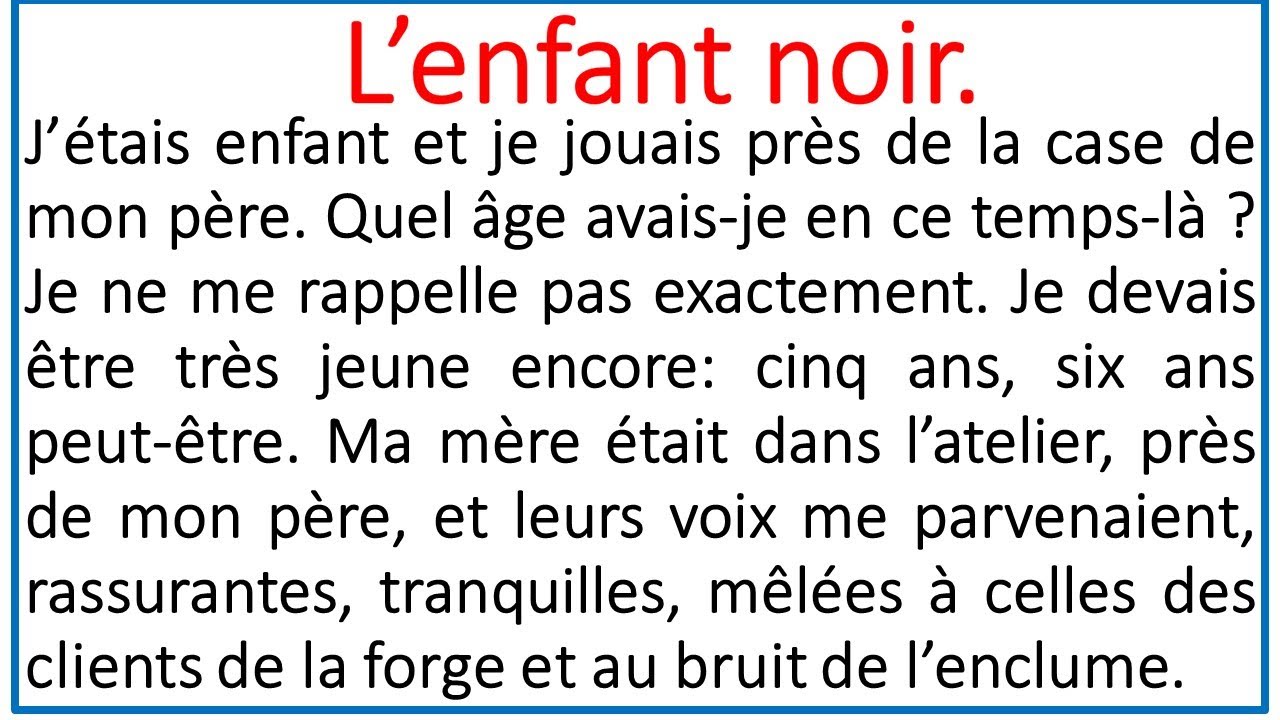 L’enfant noir.
J’étais enfant et je jouais près de la case de
mon père. Quel âge avais-je en ce temps-là ?
Je ne me rappelle pas exactement. Je devais
être très jeune encore: cinq ans, six ans
peut-être. Ma mère était dans l’atelier, près
de mon père, et leurs voix me parvenaient,
rassurantes, tranquilles, mêlées à celles des
clients de la forge et au bruit de l’enclume.